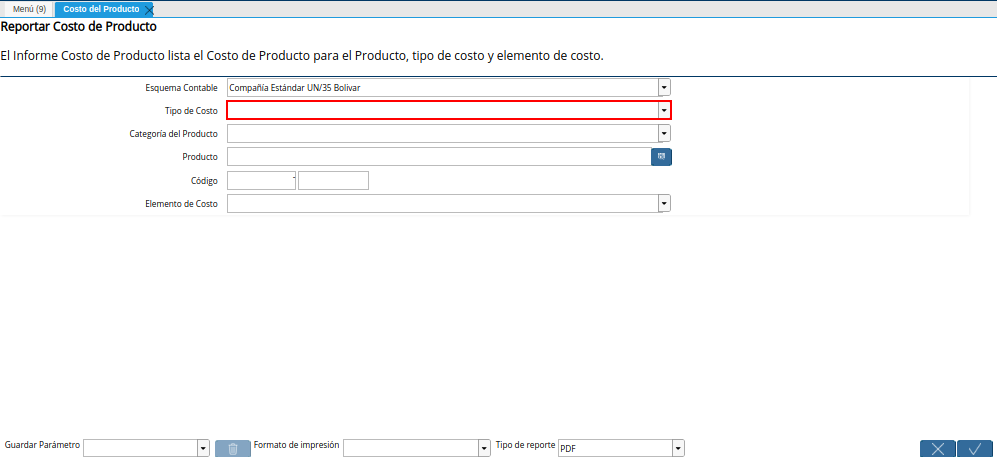 Menú (9) Costo del Producto
Reportar Costo de Producto
El Informe Costo de Producto lista el Costo de Producto para el Producto, tipo de costo y elemento de costo.
Esquema Contable Compañía Estándar UN/35 Bolivar
Tipo de Costo
Categoría del Producto
Producto
Código -
Elemento de Costo
Guardar Parámetro Formato de impresión Tipo de reporte PDF